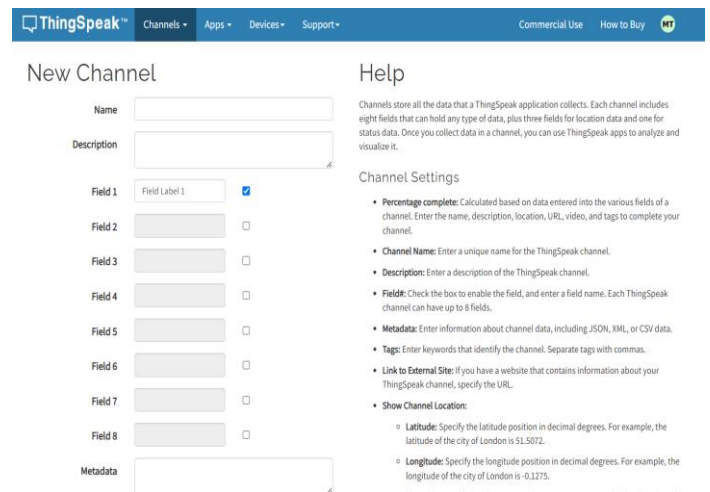 ThingSpeak™ Channels Apps Devices Support Commercial Use How to Buy MT
New Channel
Name
Description
Field 1 Field Label 1
Field 2
Field 3
Field 4
Field 5
Field 6
Field 7
Field 8
Metadata
Help
Channels store all the data that a ThingSpeak application collects. Each channel includes
eight fields that can hold any type of data, plus three fields for location data and one for
status data. Once you collect data in a channel, you can use ThingSpeak apps to analyze and
visualize it.
Channel Settings
• Percentage complete: Calculated based on data entered into the various fields of a
channel. Enter the name, description, location, URL, video, and tags to complete your
channel.
• Channel Name: Enter a unique name for the ThingSpeak channel.
• Description: Enter a description of the ThingSpeak channel.
• Field#: Check the box to enable the field, and enter a field name. Each ThingSpeak
channel can have up to 8 fields.
• Metadata: Enter information about channel data, including JSON, XML, or CSV data.
• Tags: Enter keywords that identify the channel. Separate tags with commas.
• Link to External Site: If you have a website that contains information about your
ThingSpeak channel, specify the URL.
• Show Channel Location:
○ Latitude: Specify the latitude position in decimal degrees. For example, the
latitude of the city of London is 51.5072.
○ Longitude: Specify the longitude position in decimal degrees. For example, the
longitude of the city of London is -0.1275.